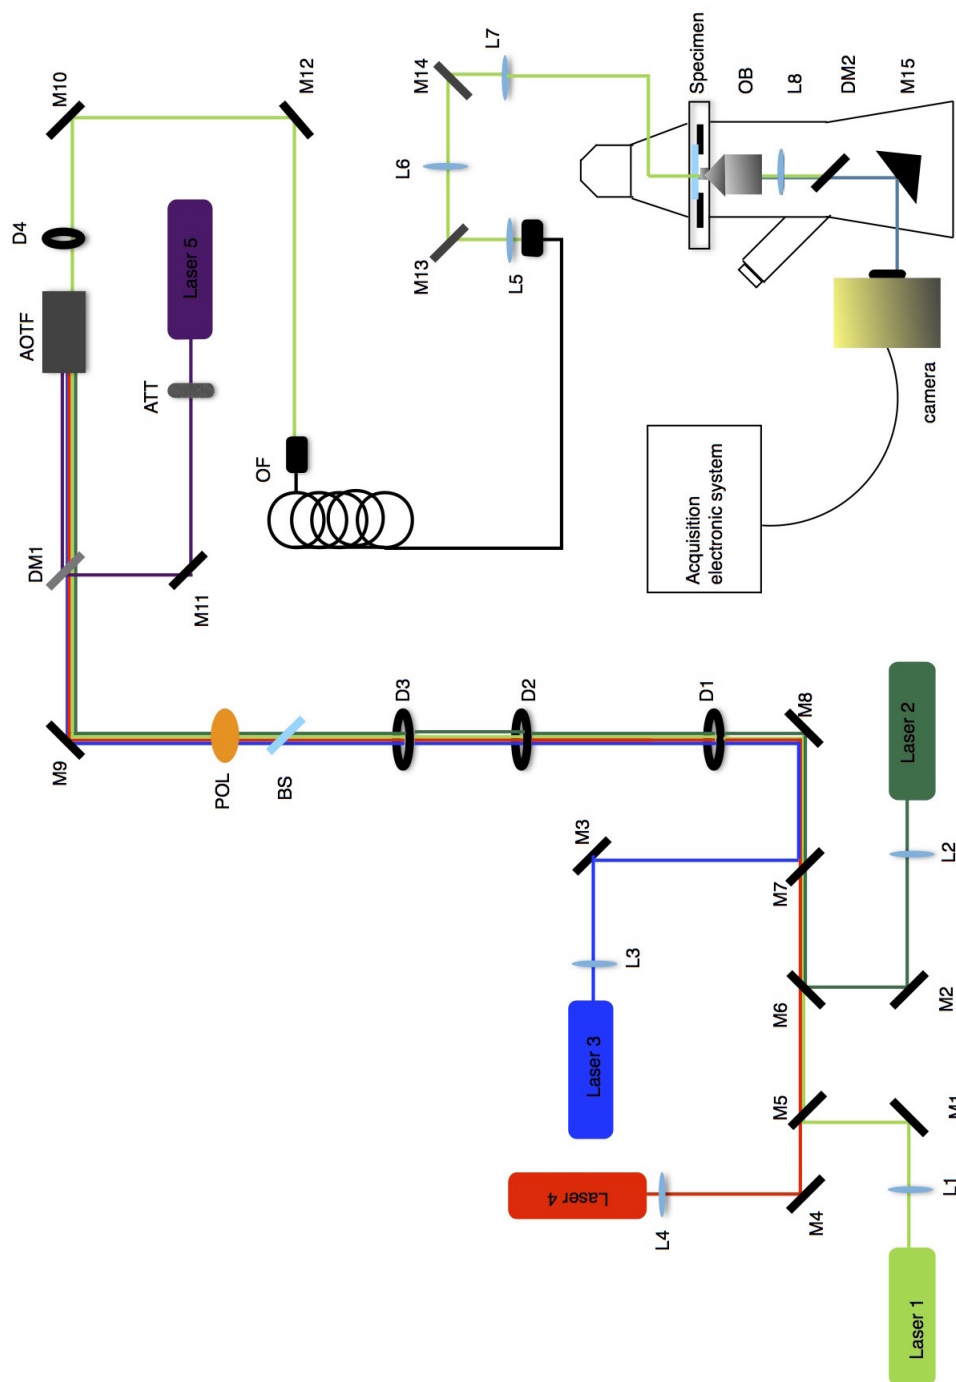 M10
M12
D4
AOTF
Laser 5
ATT
DM1
M11
OF
M9
POL
BS
D3
D2
D1
M8
M14
L7
L6
M13
L5
Specimen
OB
L8
DM2
M15
camera
Acquisition
electronic system
M3
L3
Laser 3
M7
M6
M5
M4
Laser 4
L4
Laser 2
L2
M2
M1
L1
Laser 1